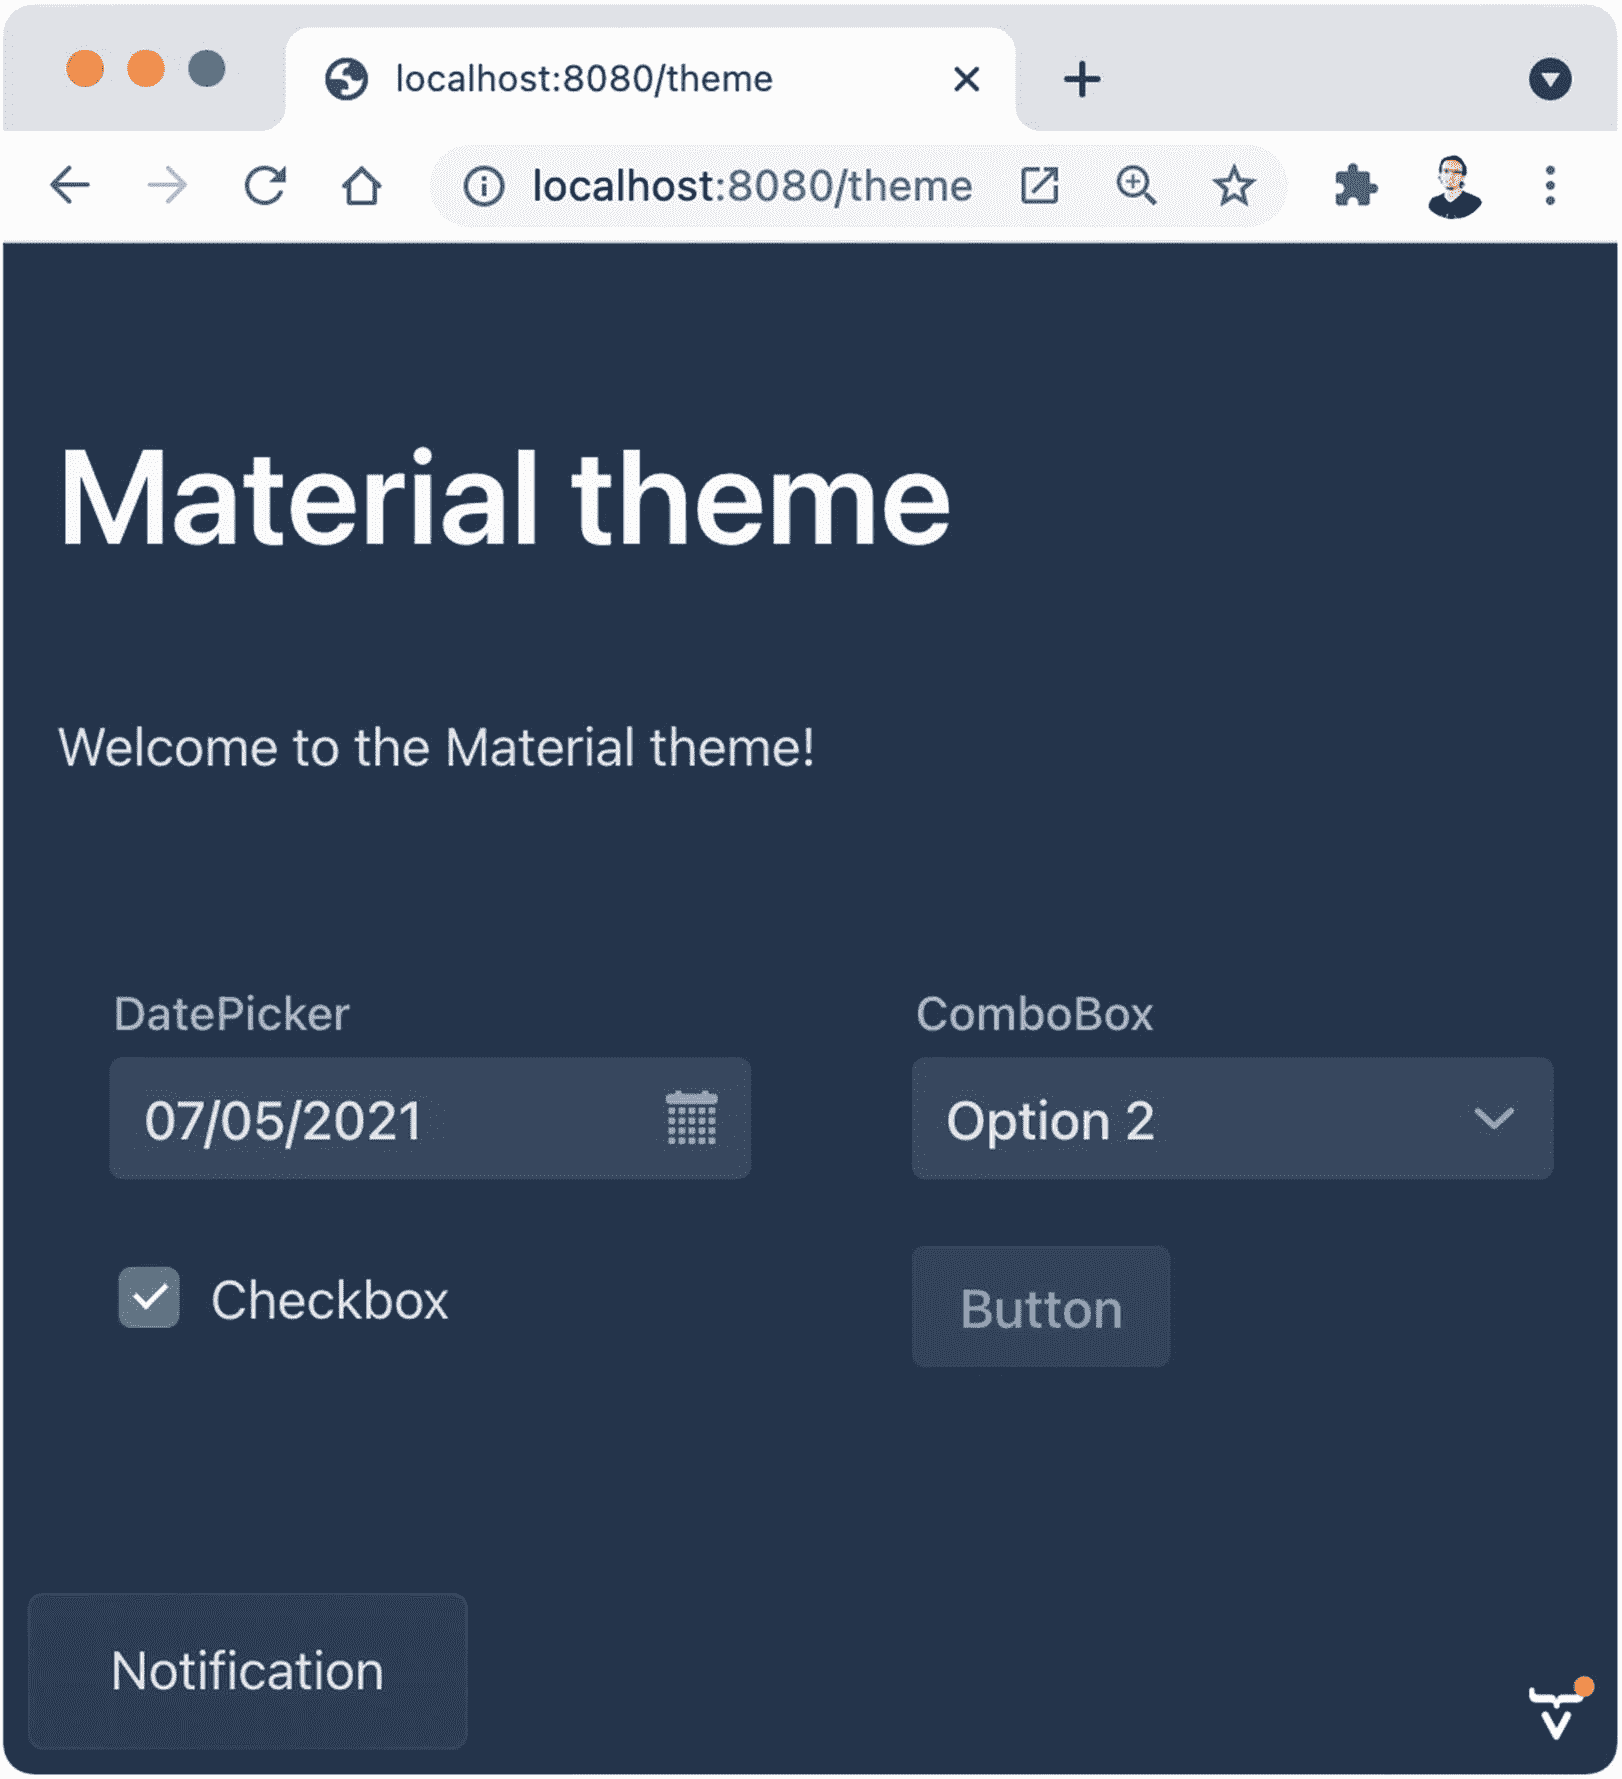 localhost:8080/theme
localhost:8080/theme
Material theme
Welcome to the Material theme!
DatePicker
ComboBox
07/05/2021
Option 2
Checkbox
Button
Notification